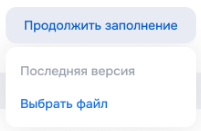 Продолжить заполнение
Последняя версия
Выбрать файл